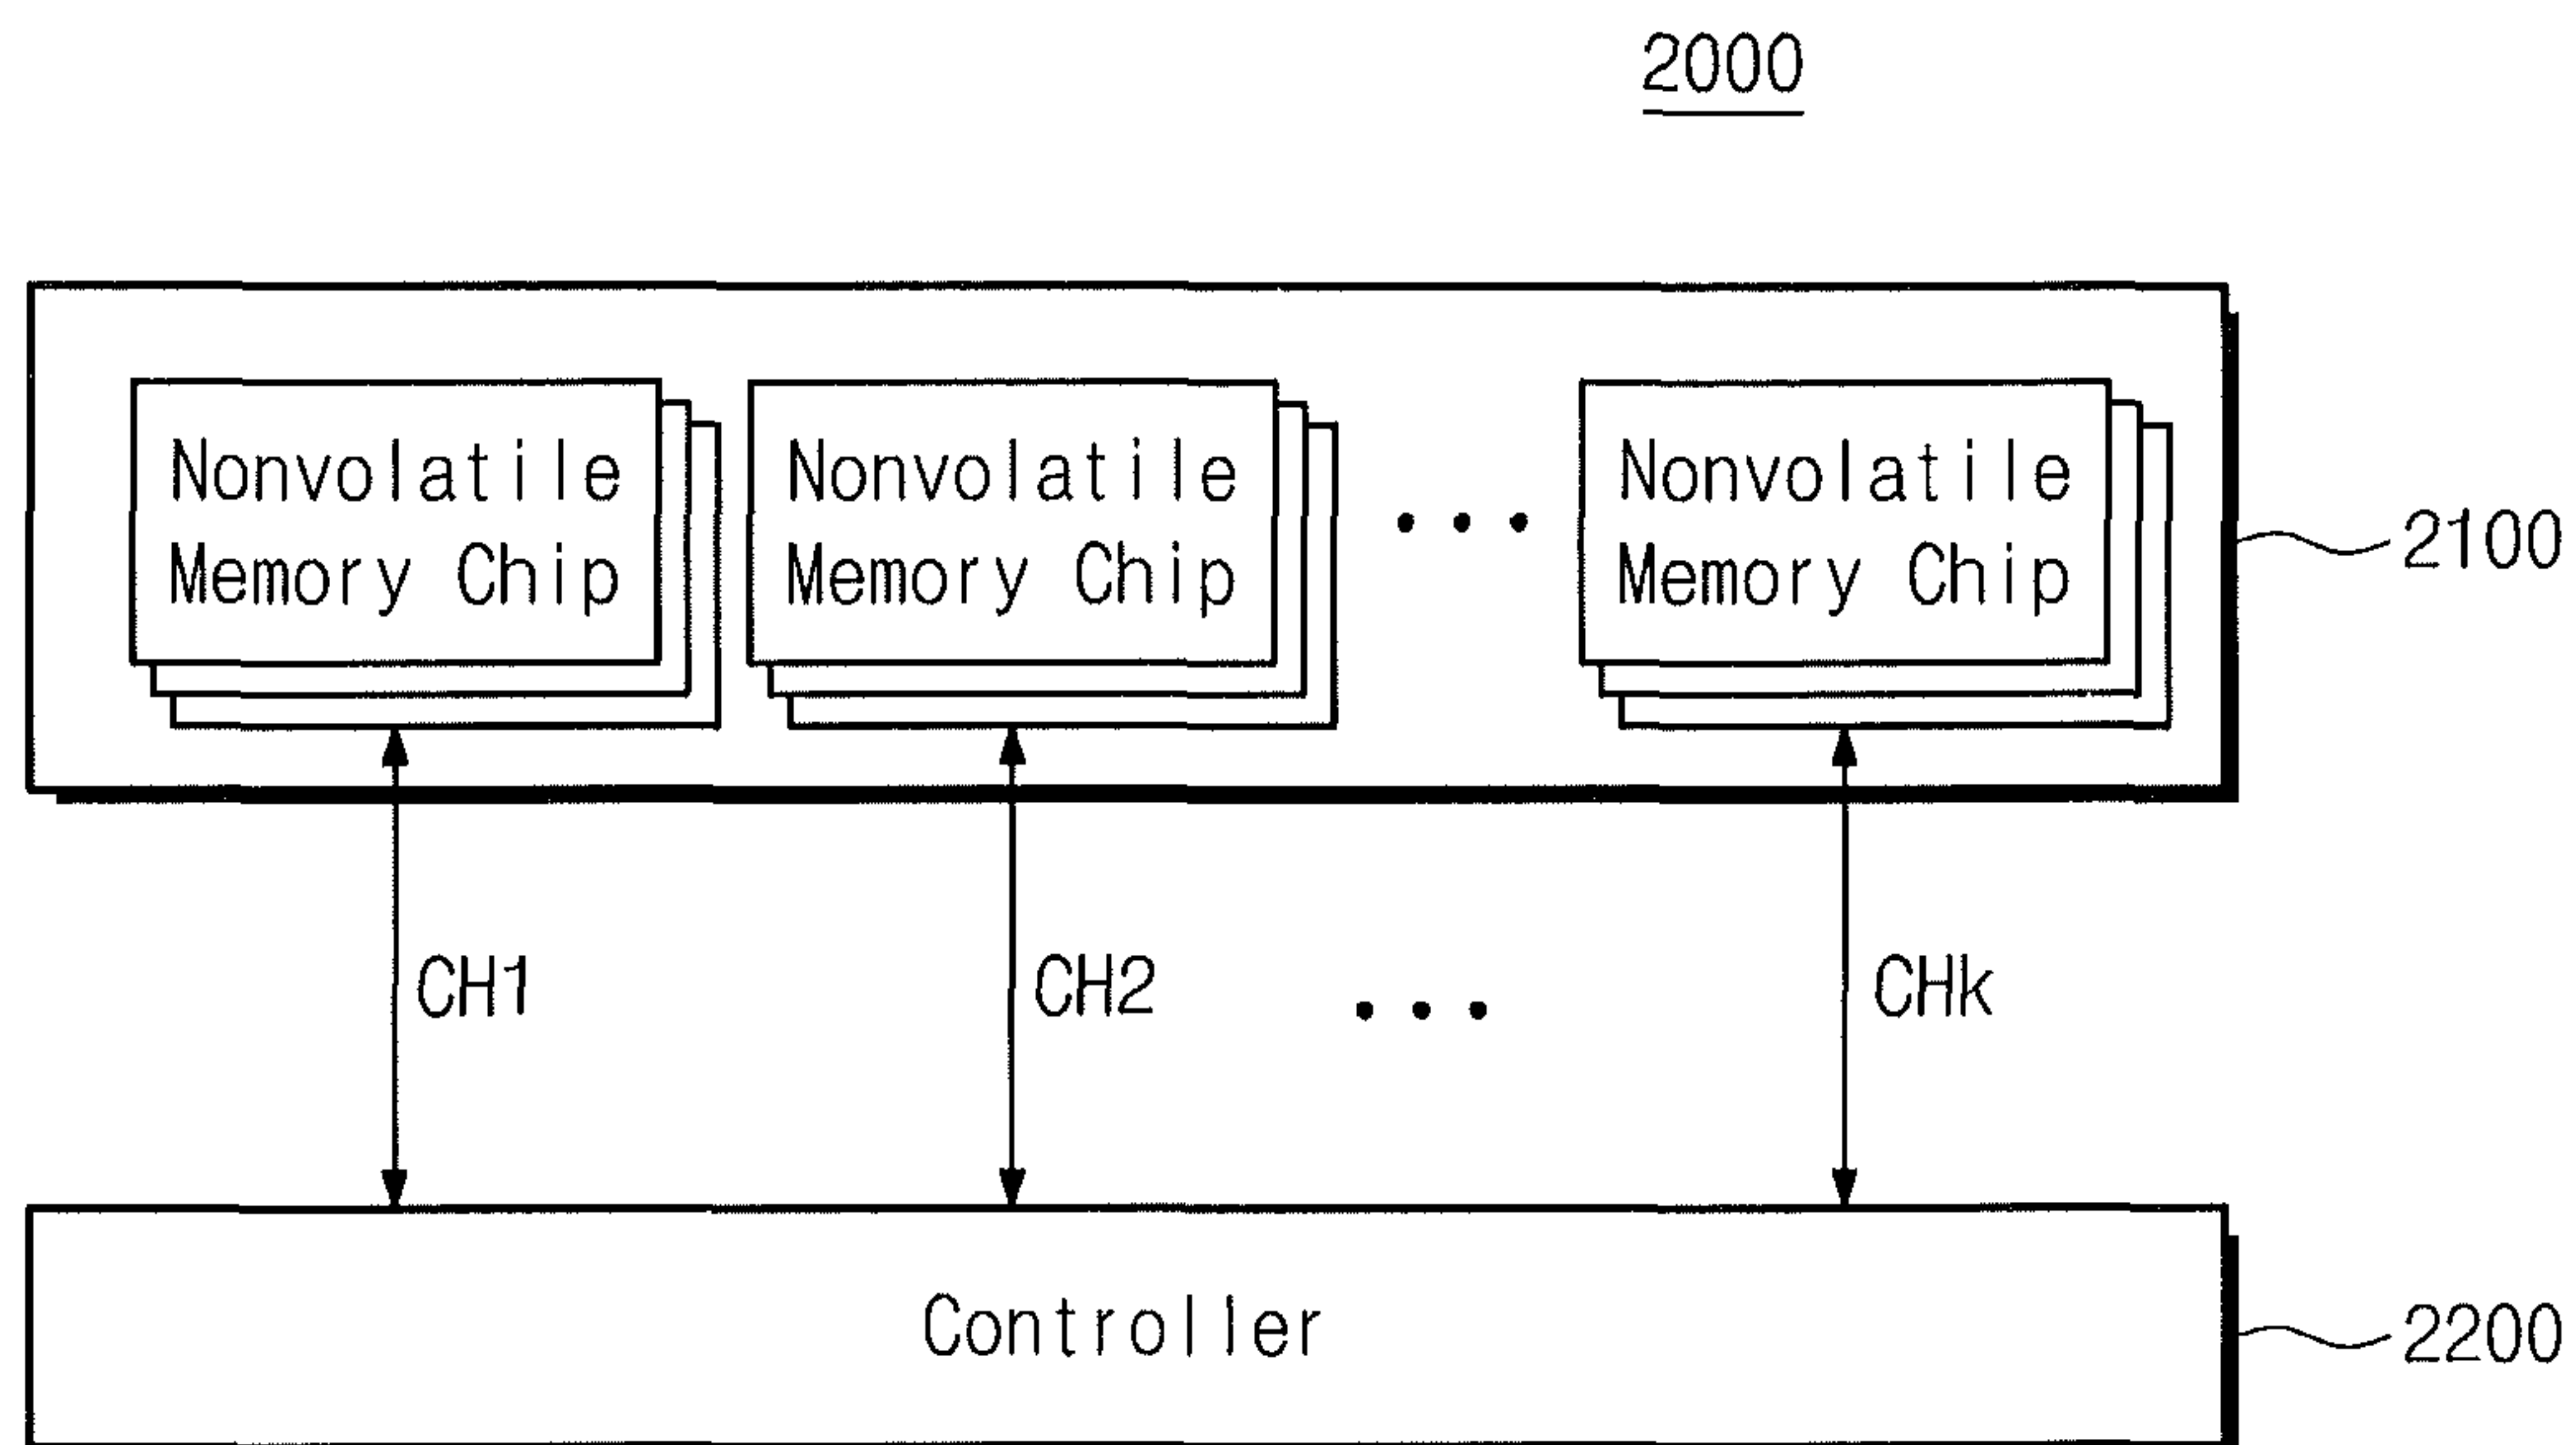 2000
Nonvolatile Nonvolatile ... Nonvolatile
Memory Chip Memory Chip Memory Chip
2100
CH1 CH2 ... CHk
Controller
2200